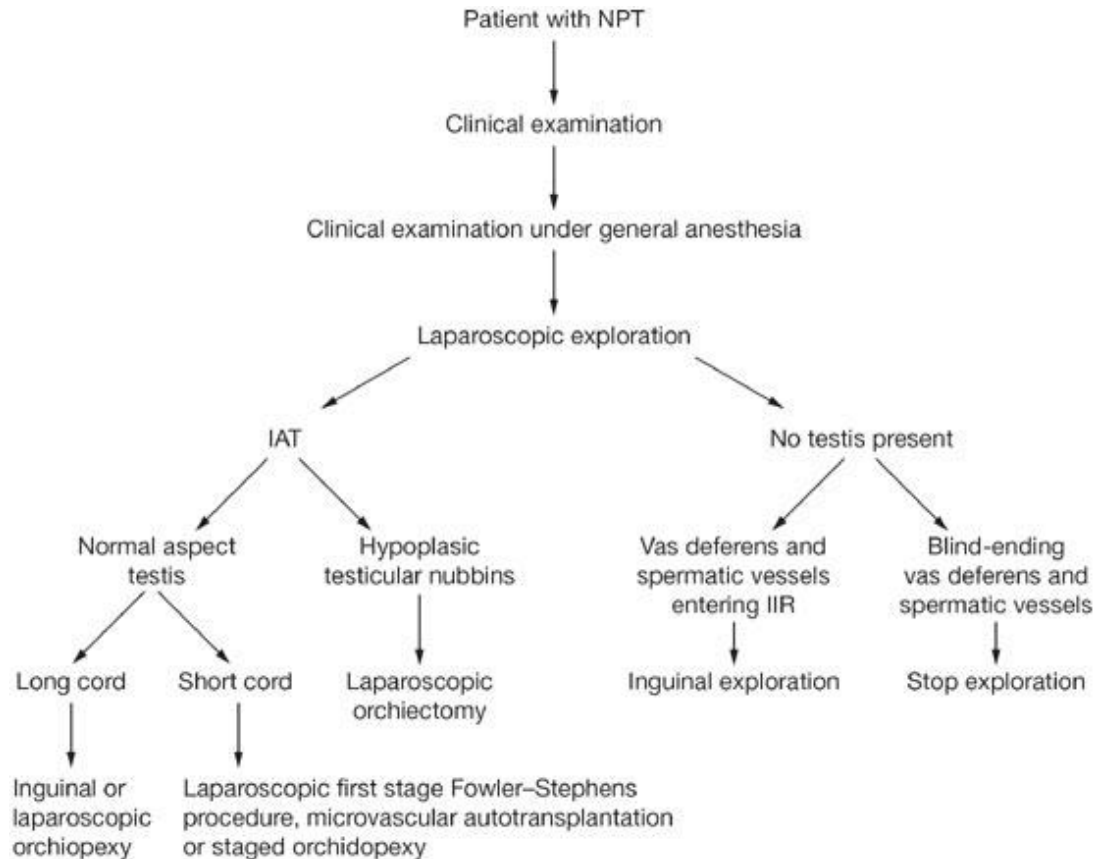 Patient with NPT
Clinical examination
Clinical examination under general anesthesia
Laparoscopic exploration
IAT
No testis present
Normal aspect
testis
Hypoplasic
testicular nubbins
Vas deferens and
spermatic vessels
entering IIR
Blind-ending
vas deferens and
spermatic vessels
Long cord
Short cord
Laparoscopic
orchiectomy
Inguinal exploration
Stop exploration
Inguinal or
laparoscopic
orchiopexy
Laparoscopic first stage Fowler–Stephens
procedure, microvascular autotransplantation
or staged orchidopexy